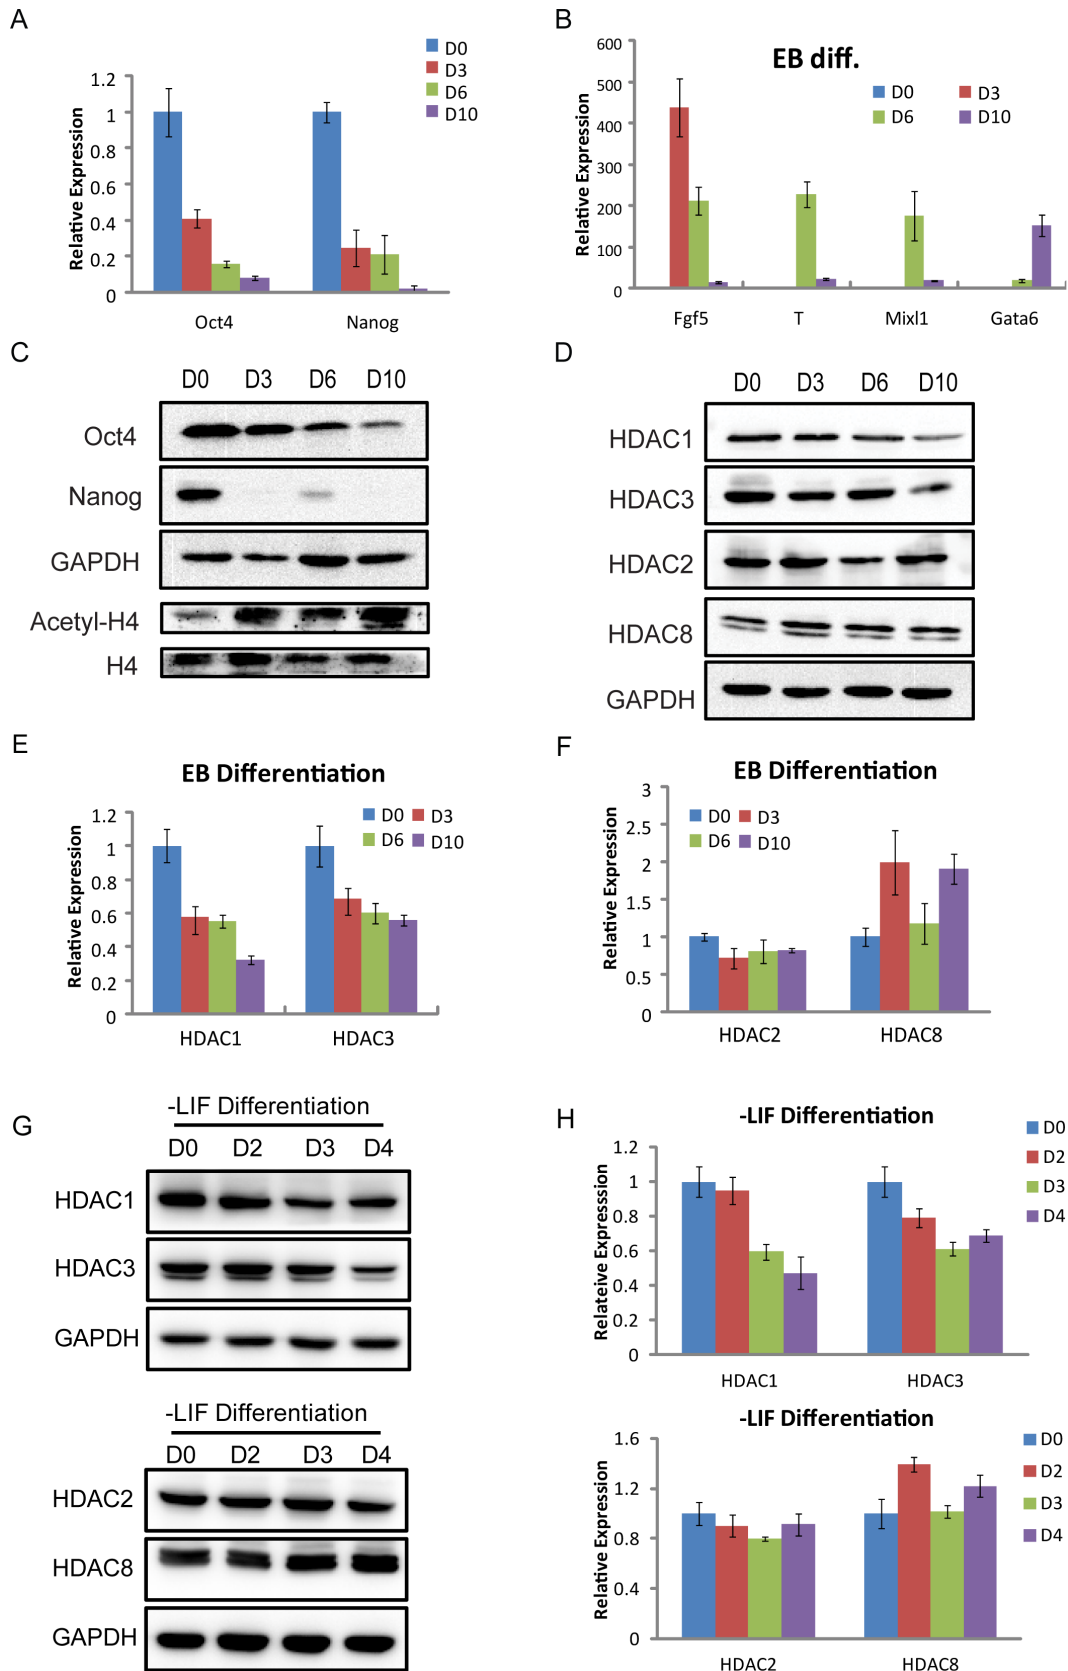 A
D0
D3
D6
D10
1.2
1
0.8
0.6
0.4
0.2
0
Relative Expression
Oct4 Nanog
B
EB diff.
D0 D3
D6 D10
600
500
400
300
200
100
0
Relative Expression
Fgf5 T Mixl1 Gata6
C
D0 D3 D6 D10
Oct4
Nanog
GAPDH
Acetyl-H4
H4
D
D0 D3 D6 D10
HDAC1
HDAC3
HDAC2
HDAC8
GAPDH
E
EB Differentiation
D0 D3
D6 D10
1.2
1
0.8
0.6
0.4
0.2
0
Relative Expression
HDAC1 HDAC3
F
EB Differentiation
D0 D3
D6 D10
3
2.5
2
1.5
1
0.5
0
Relative Expression
HDAC2 HDAC8
G
-LIF Differentiation
D0 D2 D3 D4
HDAC1
HDAC3
GAPDH
-LIF Differentiation
D0 D2 D3 D4
HDAC2
HDAC8
GAPDH
H
-LIF Differentiation
D0
D2
D3
D4
1.2
1
0.8
0.6
0.4
0.2
0
Relateive Expresssion
HDAC1 HDAC3
-LIF Differentiation
D0
D2
D3
D4
1.6
1.2
0.8
0.4
0
Relative Expression
HDAC2 HDAC8